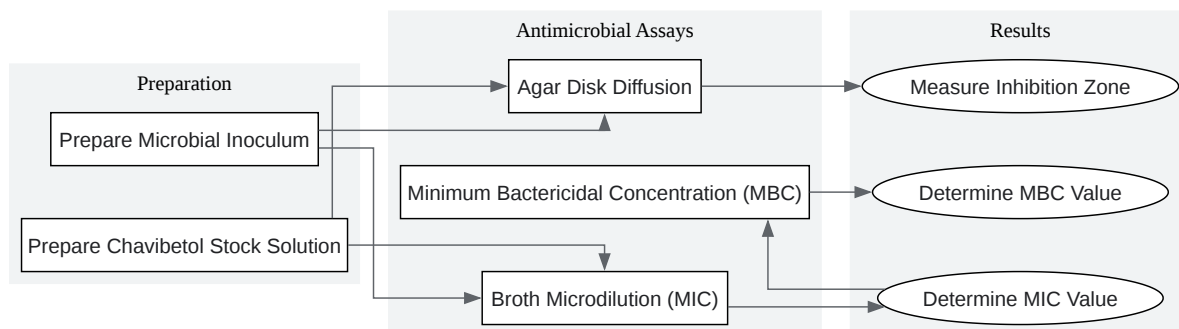 Preparation
Prepare Microbial Inoculum
Prepare Chavibetol Stock Solution
Antimicrobial Assays
Agar Disk Diffusion
Minimum Bactericidal Concentration (MBC)
Broth Microdilution (MIC)
Results
Measure Inhibition Zone
Determine MBC Value
Determine MIC Value